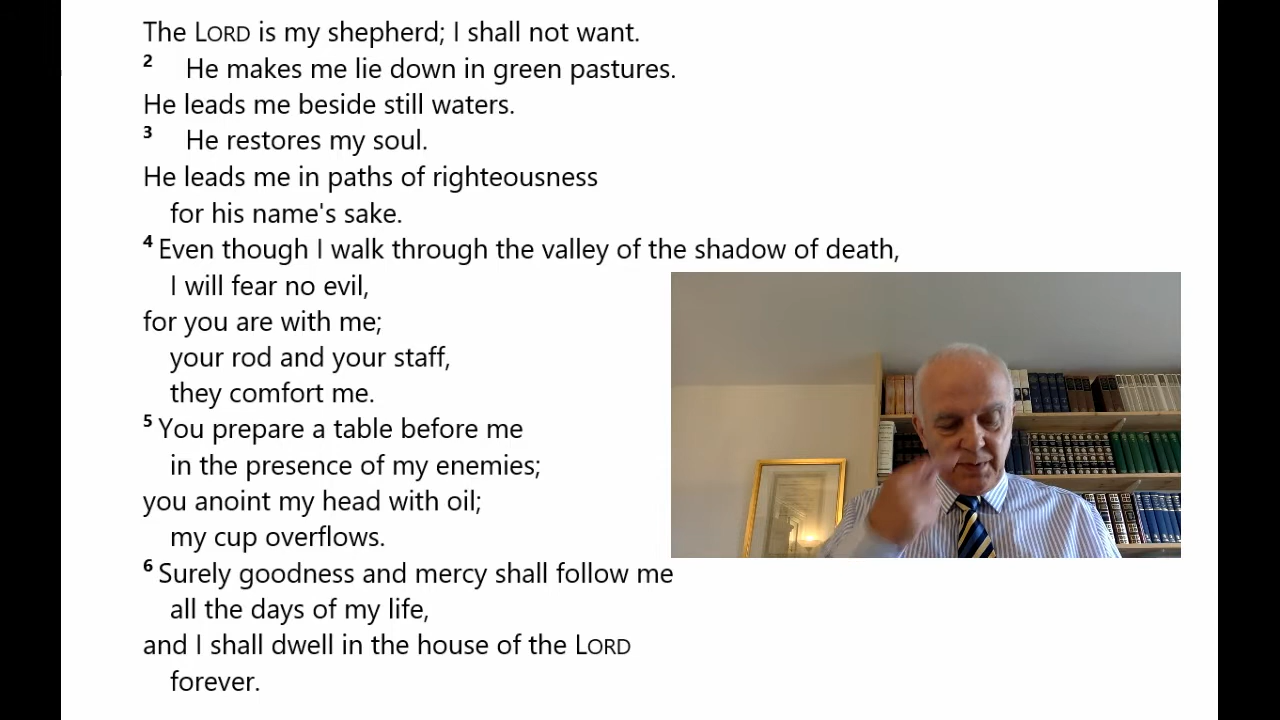 The LORD is my shepherd; I shall not want.
2 He makes me lie down in green pastures.
He leads me beside still waters.
3 He restores my soul.
He leads me in paths of righteousness
for his name's sake.
4 Even though I walk through the valley of the shadow of death,
I will fear no evil,
for you are with me;
your rod and your staff,
they comfort me.
5 You prepare a table before me
in the presence of my enemies;
you anoint my head with oil;
my cup overflows.
6 Surely goodness and mercy shall follow me
all the days of my life,
and I shall dwell in the house of the LORD
forever.